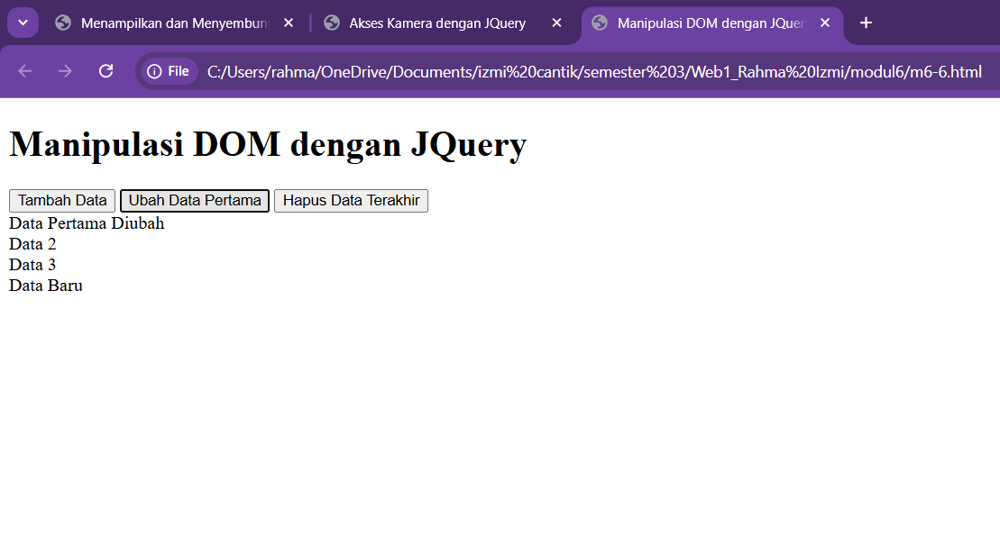 Menampilkan dan Menyembun
Akses Kamera dengan JQuery
Manipulasi DOM dengan JQuer
File
C:/Users/rahma/OneDrive/Documents/izmi%20cantik/semester%203/Web1_Rahma%20Izmi/modul6/m6-6.html
Manipulasi DOM dengan JQuery
Tambah Data
Ubah Data Pertama
Hapus Data Terakhir
Data Pertama Diubah
Data 2
Data 3
Data Baru